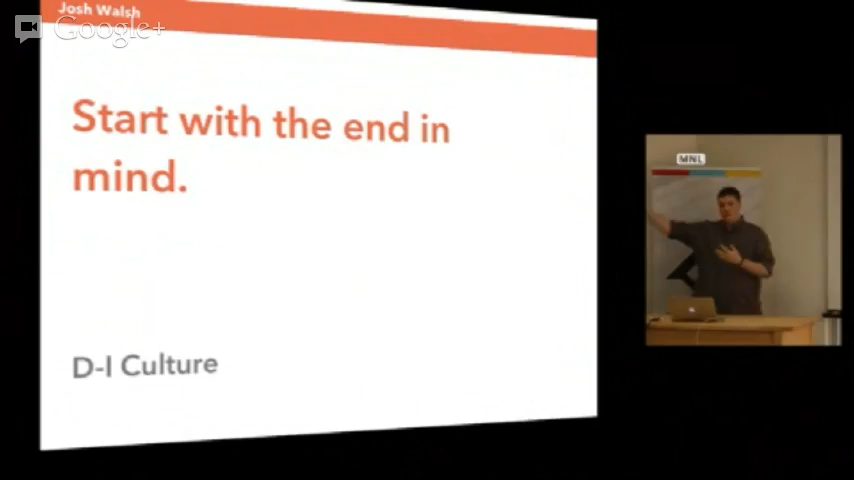 Josh Walsh
Google+
Start with the end in
mind.
D-I Culture
MNL